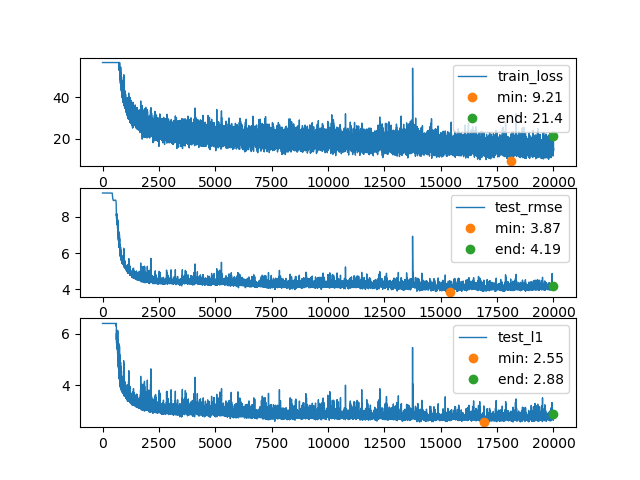 train_loss
min: 9.21
end: 21.4
40
20
0 2500 5000 7500 10000 12500 15000 17500 20000
test_rmse
min: 3.87
end: 4.19
8
6
4
0 2500 5000 7500 10000 12500 15000 17500 20000
test_l1
min: 2.55
end: 2.88
6
4
0 2500 5000 7500 10000 12500 15000 17500 20000